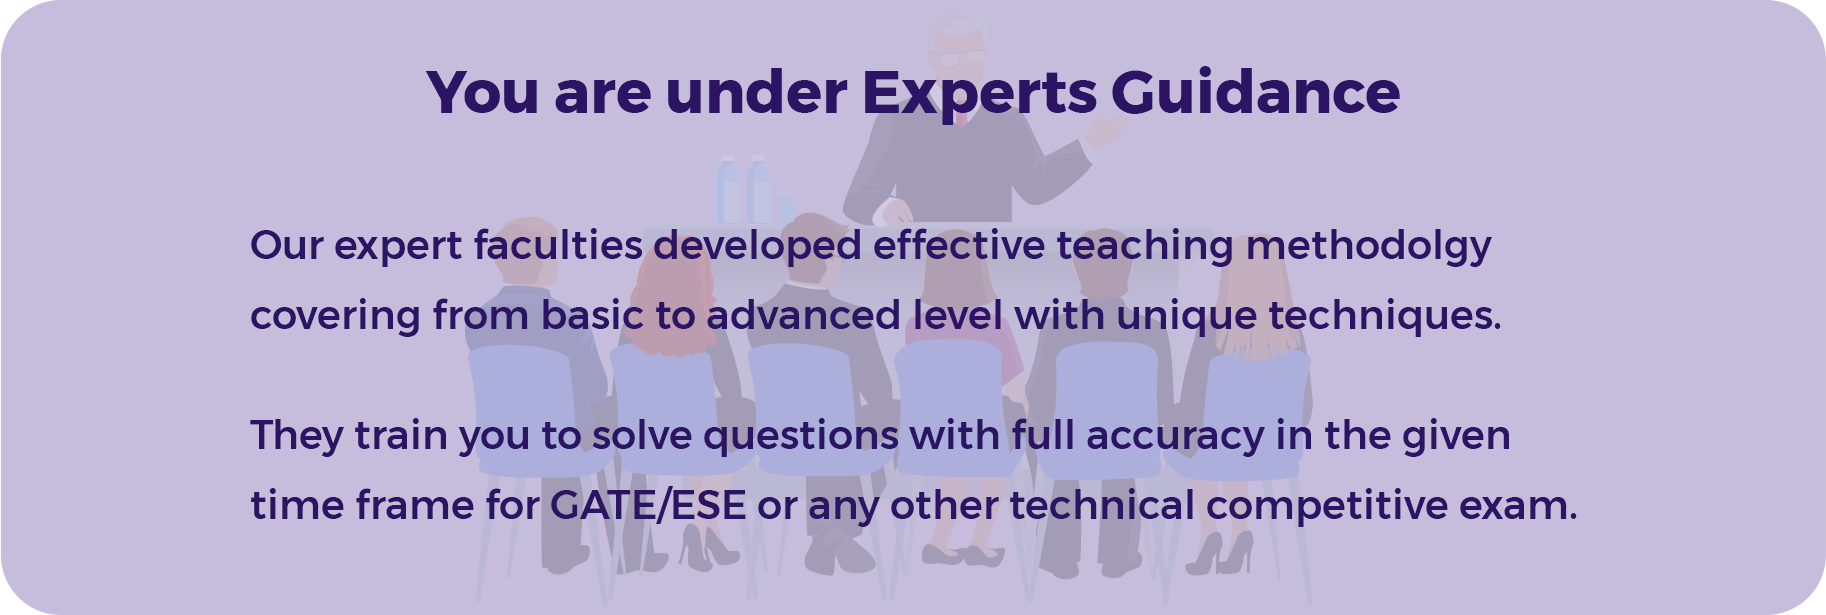 You are under Experts Guidance
Our expert faculties developed effective teaching methodolgy
covering from basic to advanced level with unique techniques.
They train you to solve questions with full accuracy in the given
time frame for GATE/ESE or any other technical competitive exam.